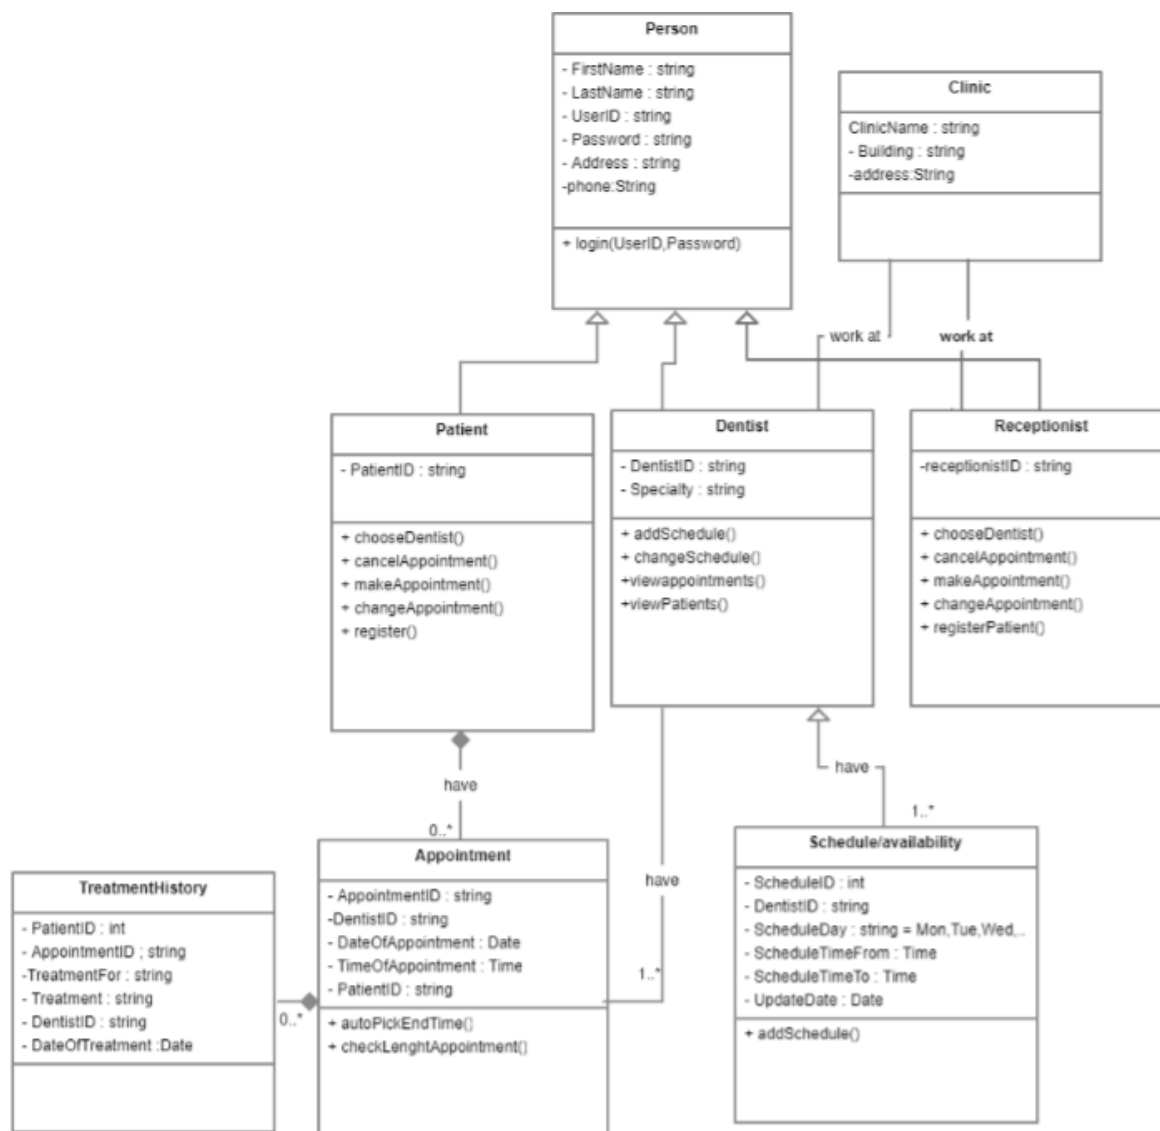 Person
- FirstName : string
- LastName : string
- UserID : string
- Password : string
- Address : string
-phone:String
+ login(UserID,Password)
Clinic
ClinicName : string
- Building : string
-address:String
work at
work at
Patient
- PatientID : string
+ chooseDentist()
+ cancelAppointment()
+ makeAppointment()
+ changeAppointment()
+ register()
Dentist
- DentistID : string
- Specialty : string
+ addSchedule()
+ changeSchedule()
+viewappointments()
+viewPatients()
Receptionist
-receptionistID : string
+ chooseDentist()
+ cancelAppointment()
+ makeAppointment()
+ changeAppointment()
+ registerPatient()
have
0..*
have
1..*
have
1..*
TreatmentHistory
- PatientID : int
- AppointmentID ; string
-TreatmentFor : string
- Treatment : string
- DentistID : string
- DateOfTreatment :Date
0..*
Appointment
- AppointmentID : string
-DentistID : string
- DateOfAppointment : Date
- TimeOfAppointment : Time
- PatientID : string
+ autoPickEndTime()
+ checkLenghtAppointment()
Schedule/availability
- ScheduleID : int
- DentistID : string
- ScheduleDay : string = Mon,Tue,Wed,..
- ScheduleTimeFrom : Time
- ScheduleTimeTo : Time
- UpdateDate : Date
+ addSchedule()